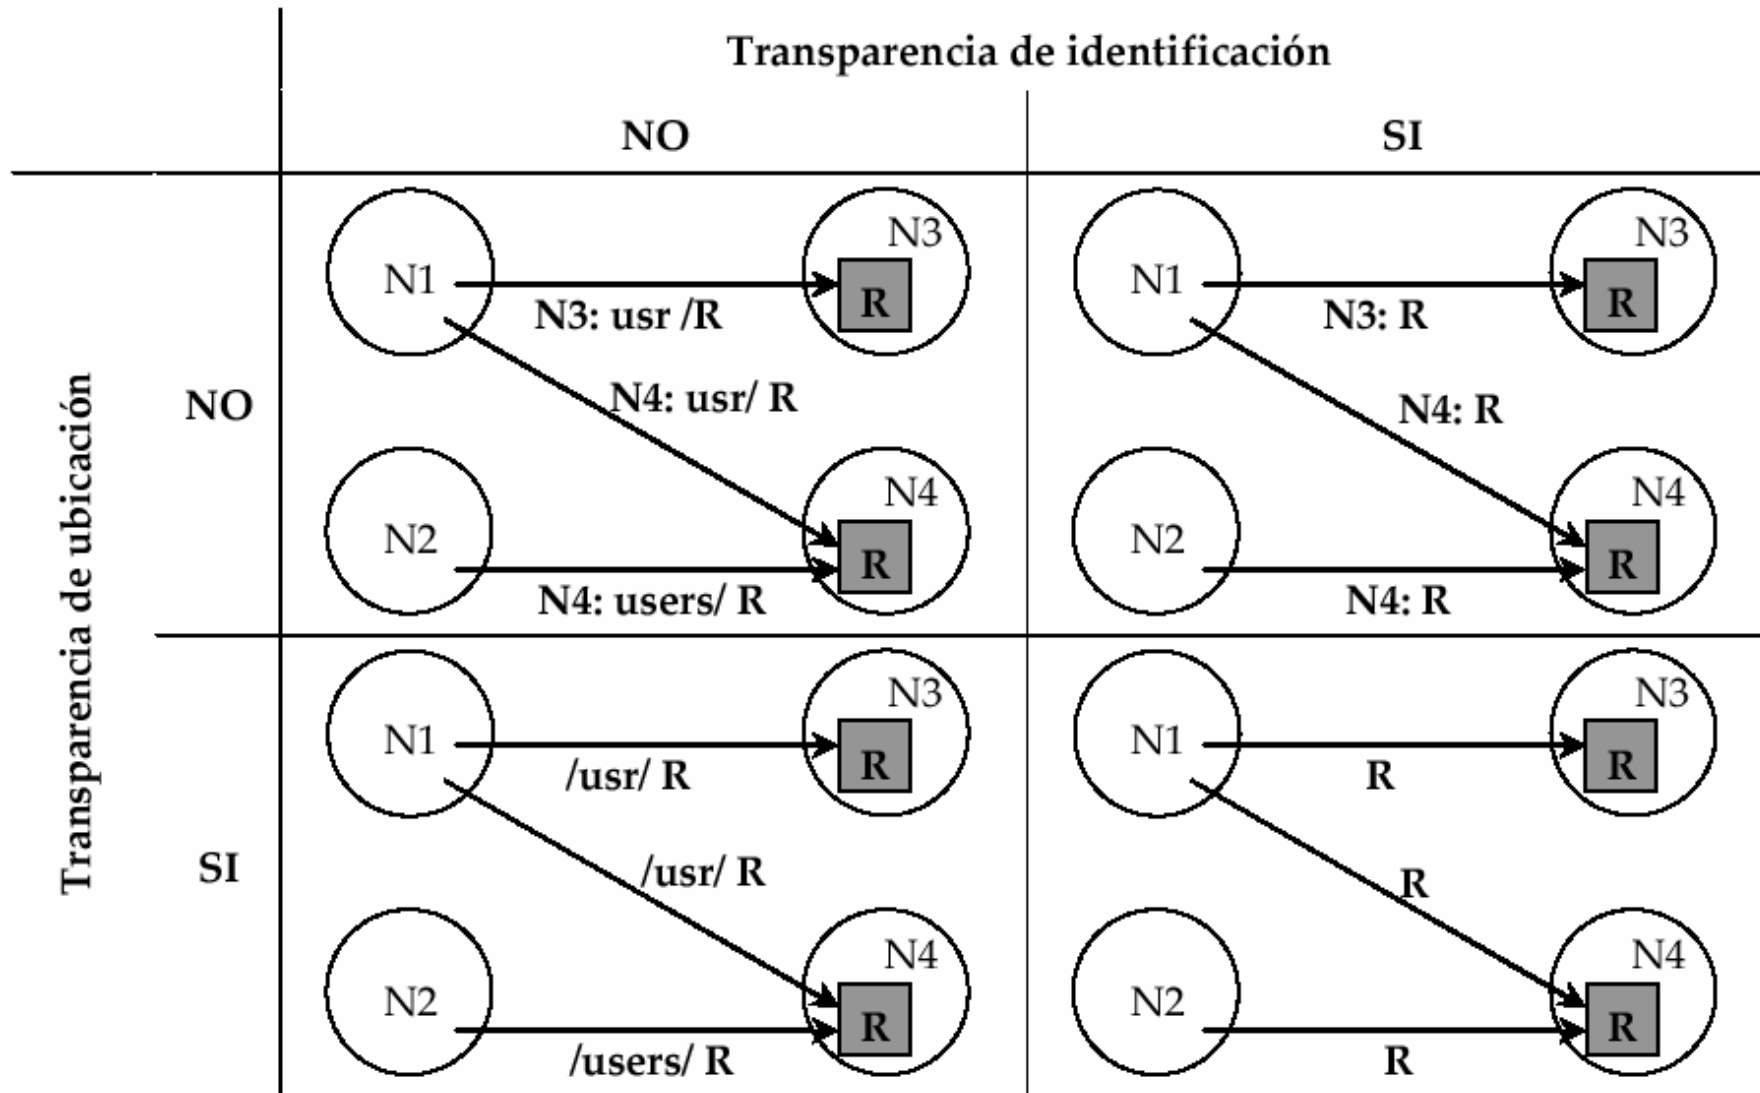 Transparencia de identificación
NO
SI
Transparencia de ubicación
NO
N1
N3
R
N3: usr /R
N4: usr/ R
N2
N4
R
N4: users/ R
N1
N3
R
N3: R
N4: R
N2
N4
R
N4: R
SI
N1
N3
R
/usr/ R
/usr/ R
N2
N4
R
/users/ R
N1
N3
R
R
R
N2
N4
R
R